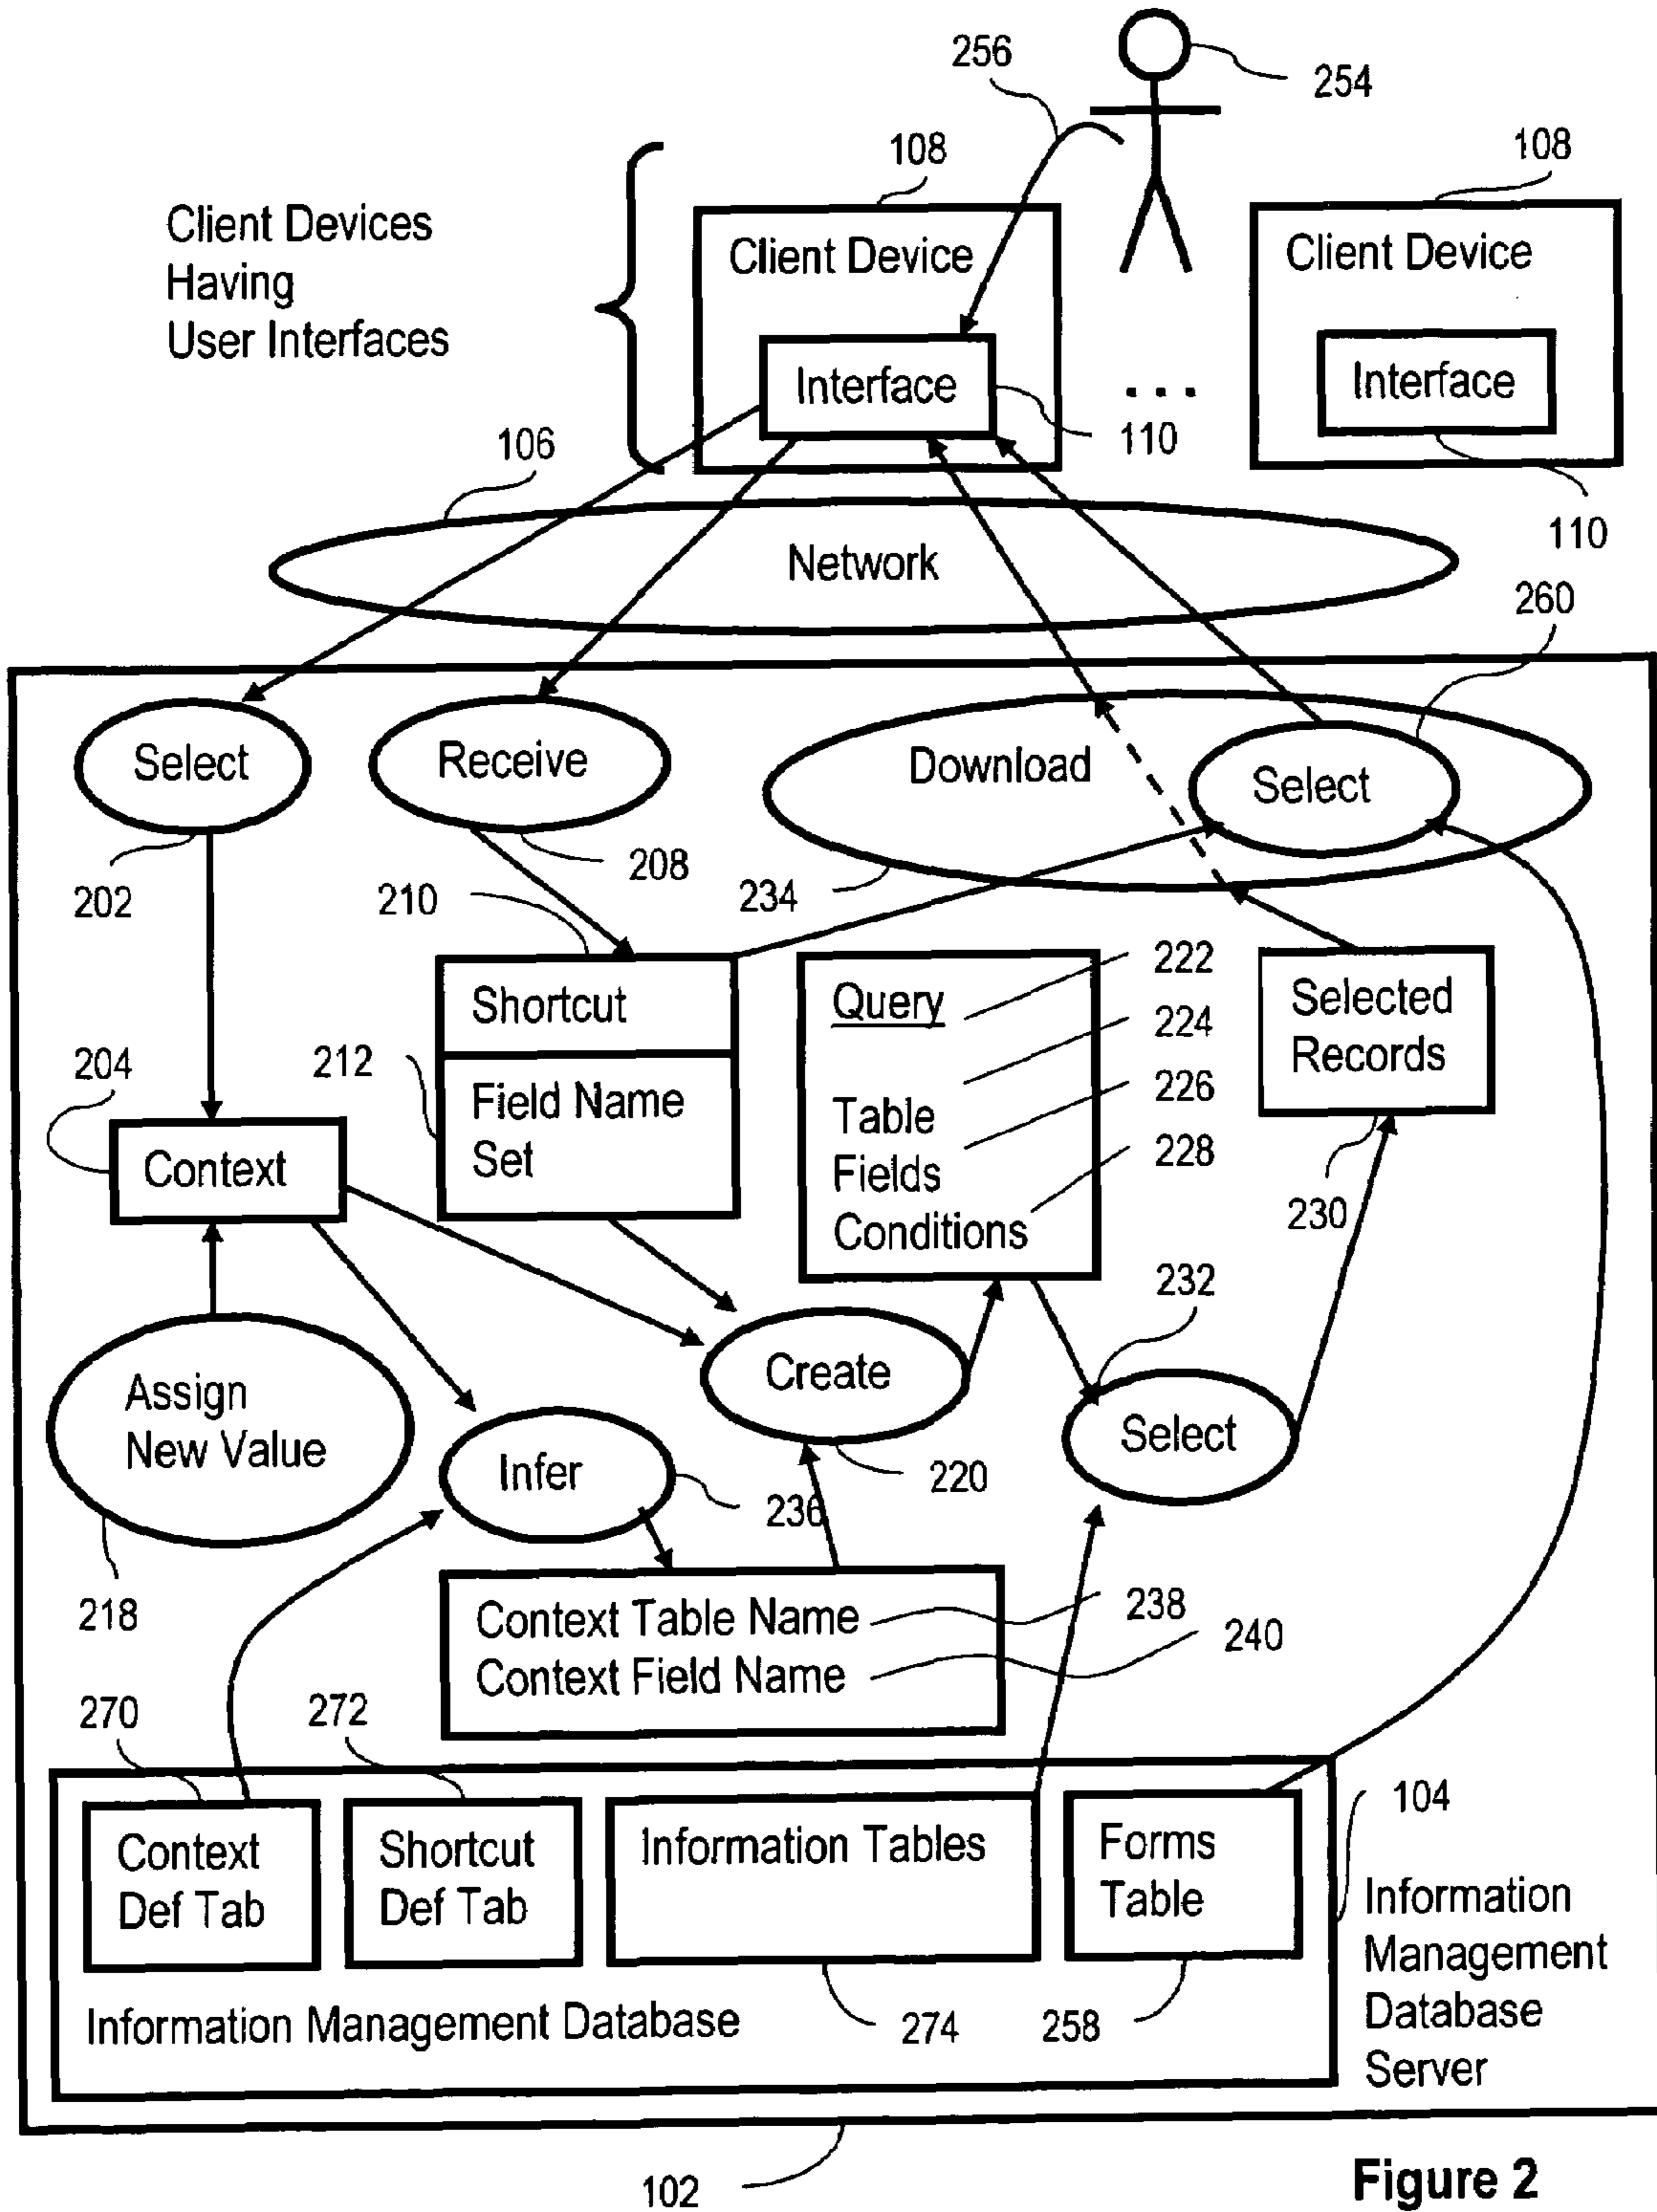 256
254
108
108
Client Devices
Having
User Interfaces
Client Device
Client Device
Interface
Interface
110
106
110
Network
260
Select
Receive
Download
Select
202
208
210
234
222
Shortcut
Query
224
Selected
Records
204
212
Field Name
Set
226
Table
Fields
Conditions
228
Context
230
232
Assign
New Value
Create
Select
Infer
220
236
218
Context Table Name
238
Context Field Name
240
270
272
104
Context
Def Tab
Shortcut
Def Tab
Information Tables
Forms
Table
Information
Management
Database
Server
Information Management Database
274
258
102
Figure 2